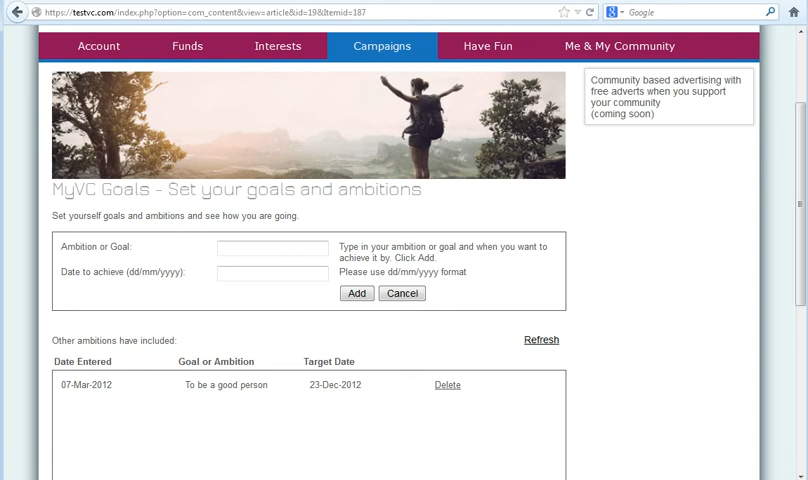 https://testvc.com/index.php?option=com_content&view=article&id=19&Itemid=187
Google
Account Funds Interests Campaigns Have Fun Me & My Community
Community based advertising with
free adverts when you support
your community
(coming soon)
MyVC Goals - Set your goals and ambitions
Set yourself goals and ambitions and see how you are going.
Ambition or Goal:
Type in your ambition or goal and when you want to
achieve it by. Click Add.
Date to achieve (dd/mm/yyyy):
Please use dd/mm/yyyy format
Add Cancel
Other ambitions have included:
Refresh
Date Entered Goal or Ambition Target Date
07-Mar-2012 To be a good person 23-Dec-2012 Delete